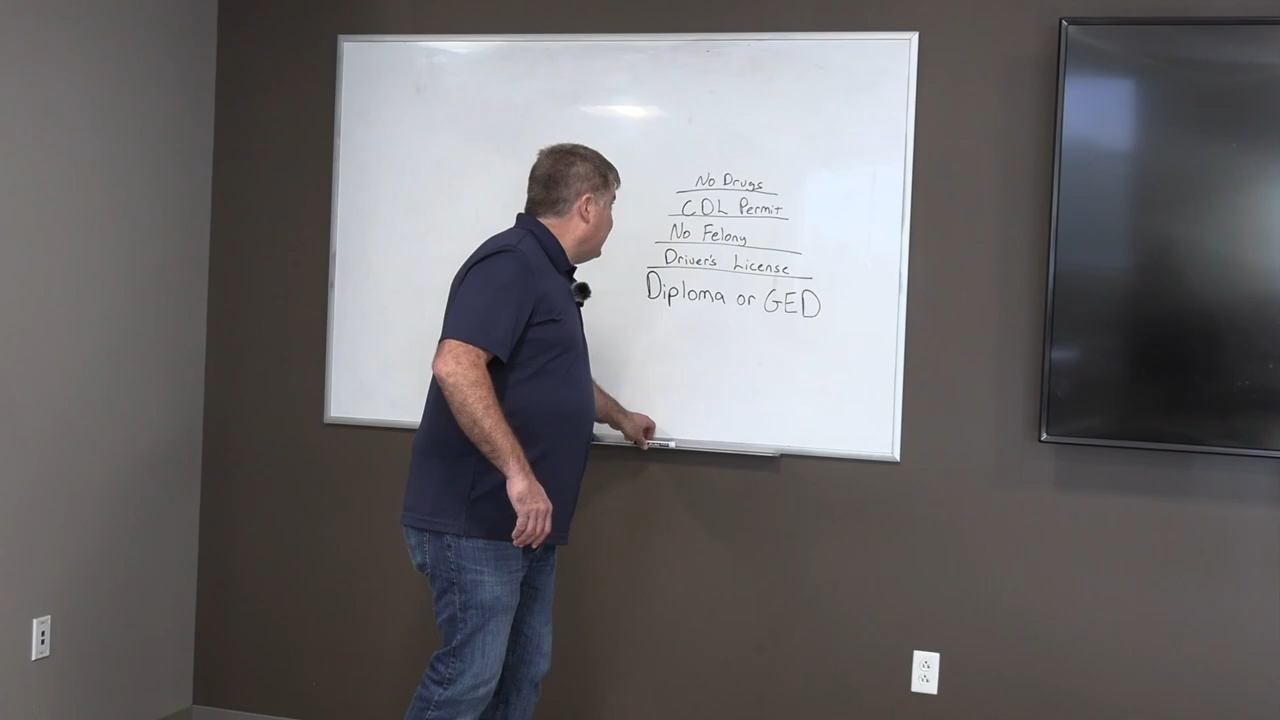 No Drugs
CDL Permit
No Felony
Driver's License
Diploma or GED